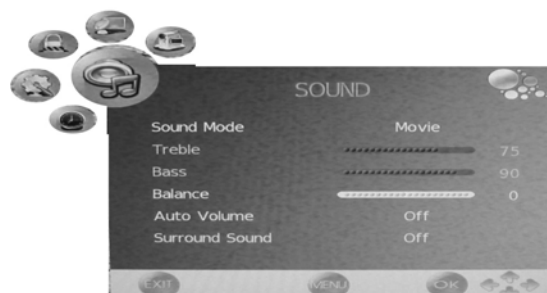 SOUND
Sound Mode Movie
Treble 75
Bass 90
Balance 0
Auto Volume Off
Surround Sound Off
EXIT MENU OK